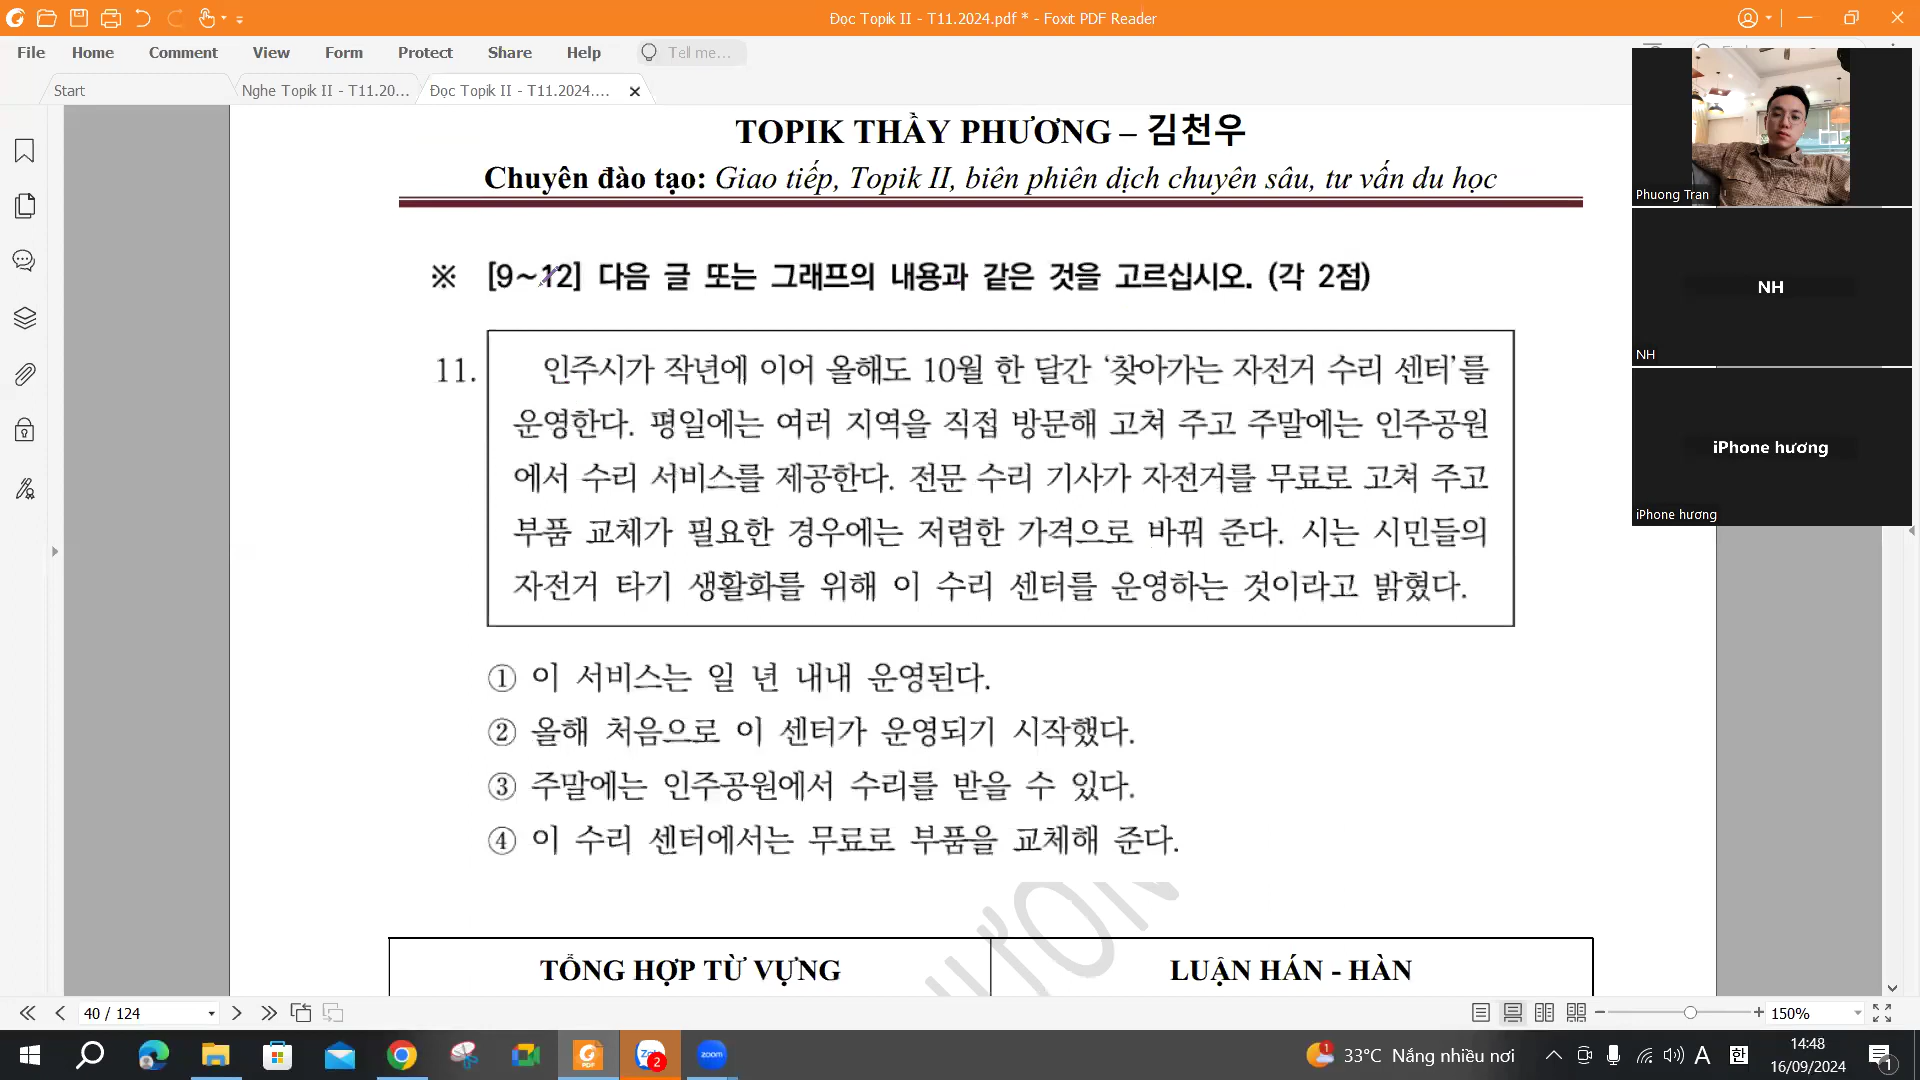 Đọc Topik II - T11.2024.pdf * - Foxit PDF Reader
File Home Comment View Form Protect Share Help Tell me...
Start Nghe Topik II - T11.20... Đọc Topik II - T11.2024....
TOPIK THẦY PHƯƠNG – 김천우
Chuyên đào tạo: Giao tiếp, Topik II, biên phiên dịch chuyên sâu, tư vấn du học
※ [9~12] 다음 글 또는 그래프의 내용과 같은 것을 고르십시오. (각 2점)
11. 인주시가 작년에 이어 올해도 10월 한 달간 ‘찾아가는 자전거 수리 센터’를
운영한다. 평일에는 여러 지역을 직접 방문해 고쳐 주고 주말에는 인주공원
에서 수리 서비스를 제공한다. 전문 수리 기사가 자전거를 무료로 고쳐 주고
부품 교체가 필요한 경우에는 저렴한 가격으로 바꿔 준다. 시는 시민들의
자전거 타기 생활화를 위해 이 수리 센터를 운영하는 것이라고 밝혔다.
① 이 서비스는 일 년 내내 운영된다.
② 올해 처음으로 이 센터가 운영되기 시작했다.
③ 주말에는 인주공원에서 수리를 받을 수 있다.
④ 이 수리 센터에서는 무료로 부품을 교체해 준다.
TỔNG HỢP TỪ VỰNG LUẬN HÁN - HÀN
Phuong Tran
NH
NH
iPhone hương
iPhone hương
40 / 124
150%
zoom
2
1
33°C Nắng nhiều nơi
A 한
14:48
16/09/2024
1